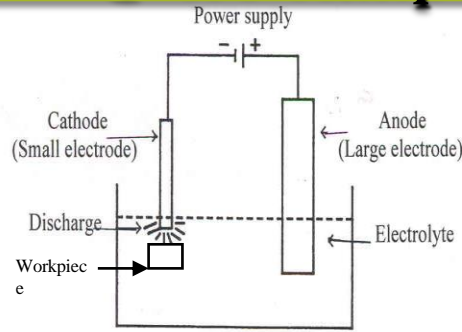 Power supply
− +
Cathode
(Small electrode)
Anode
(Large electrode)
Discharge
Electrolyte
Workpiec
e